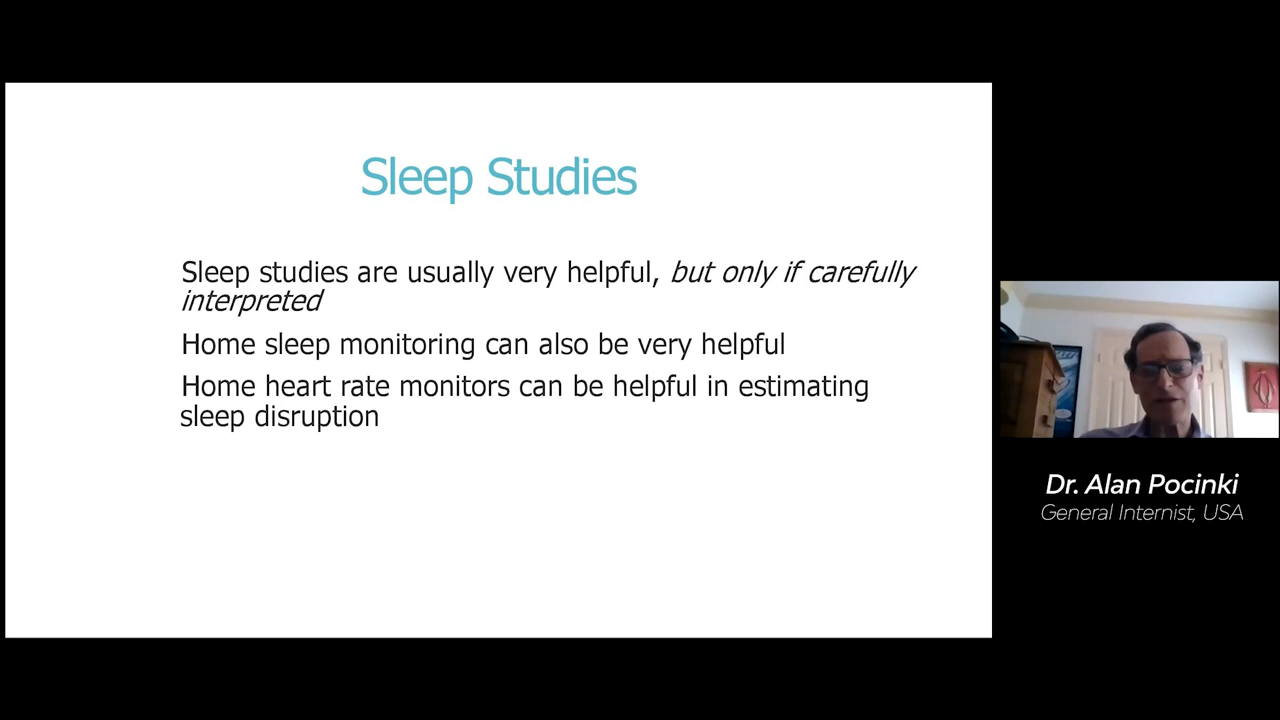 Sleep Studies
Sleep studies are usually very helpful, but only if carefully
interpreted
Home sleep monitoring can also be very helpful
Home heart rate monitors can be helpful in estimating
sleep disruption
Dr. Alan Pocinki
General Internist, USA